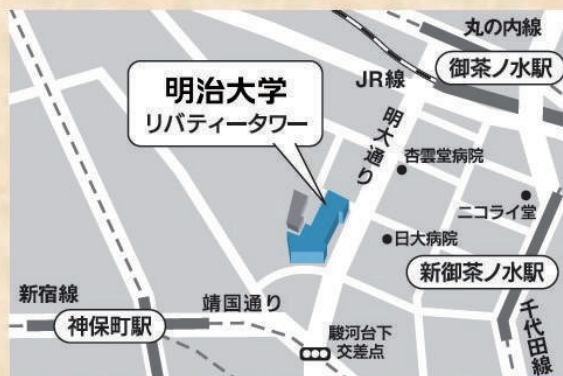 丸の内線
御茶ノ水駅
JR線
明治大学
リバティータワー
明大通り
杏雲堂病院
ニコライ堂
日大病院
新御茶ノ水駅
千代田線
新宿線
靖国通り
神保町駅
駿河台下
交差点